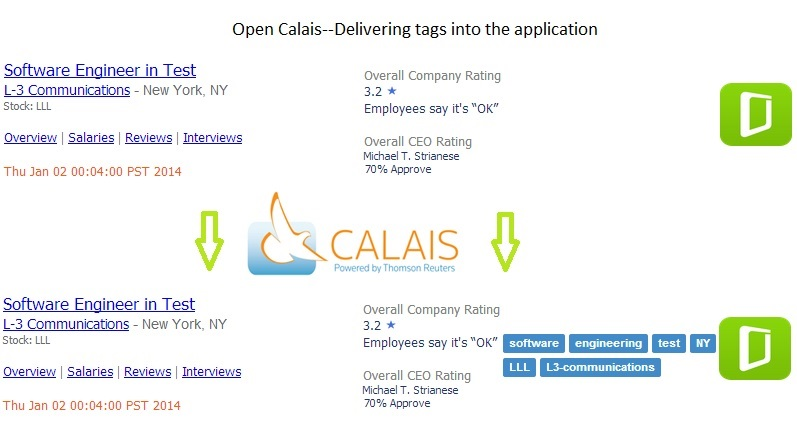 Open Calais--Delivering tags into the application
Software Engineer in Test
L-3 Communications - New York, NY
Stock: LLL
Overview | Salaries | Reviews | Interviews
Thu Jan 02 00:04:00 PST 2014
Overall Company Rating
3.2 ★
Employees say it's “OK”
Overall CEO Rating
Michael T. Strianese
70% Approve
CALAIS
Powered by Thomson Reuters
Software Engineer in Test
L-3 Communications - New York, NY
Stock: LLL
Overview | Salaries | Reviews | Interviews
Thu Jan 02 00:04:00 PST 2014
Overall Company Rating
3.2 ★
Employees say it's “OK”
Overall CEO Rating
Michael T. Strianese
70% Approve
software engineering test NY
LLL L3-communications